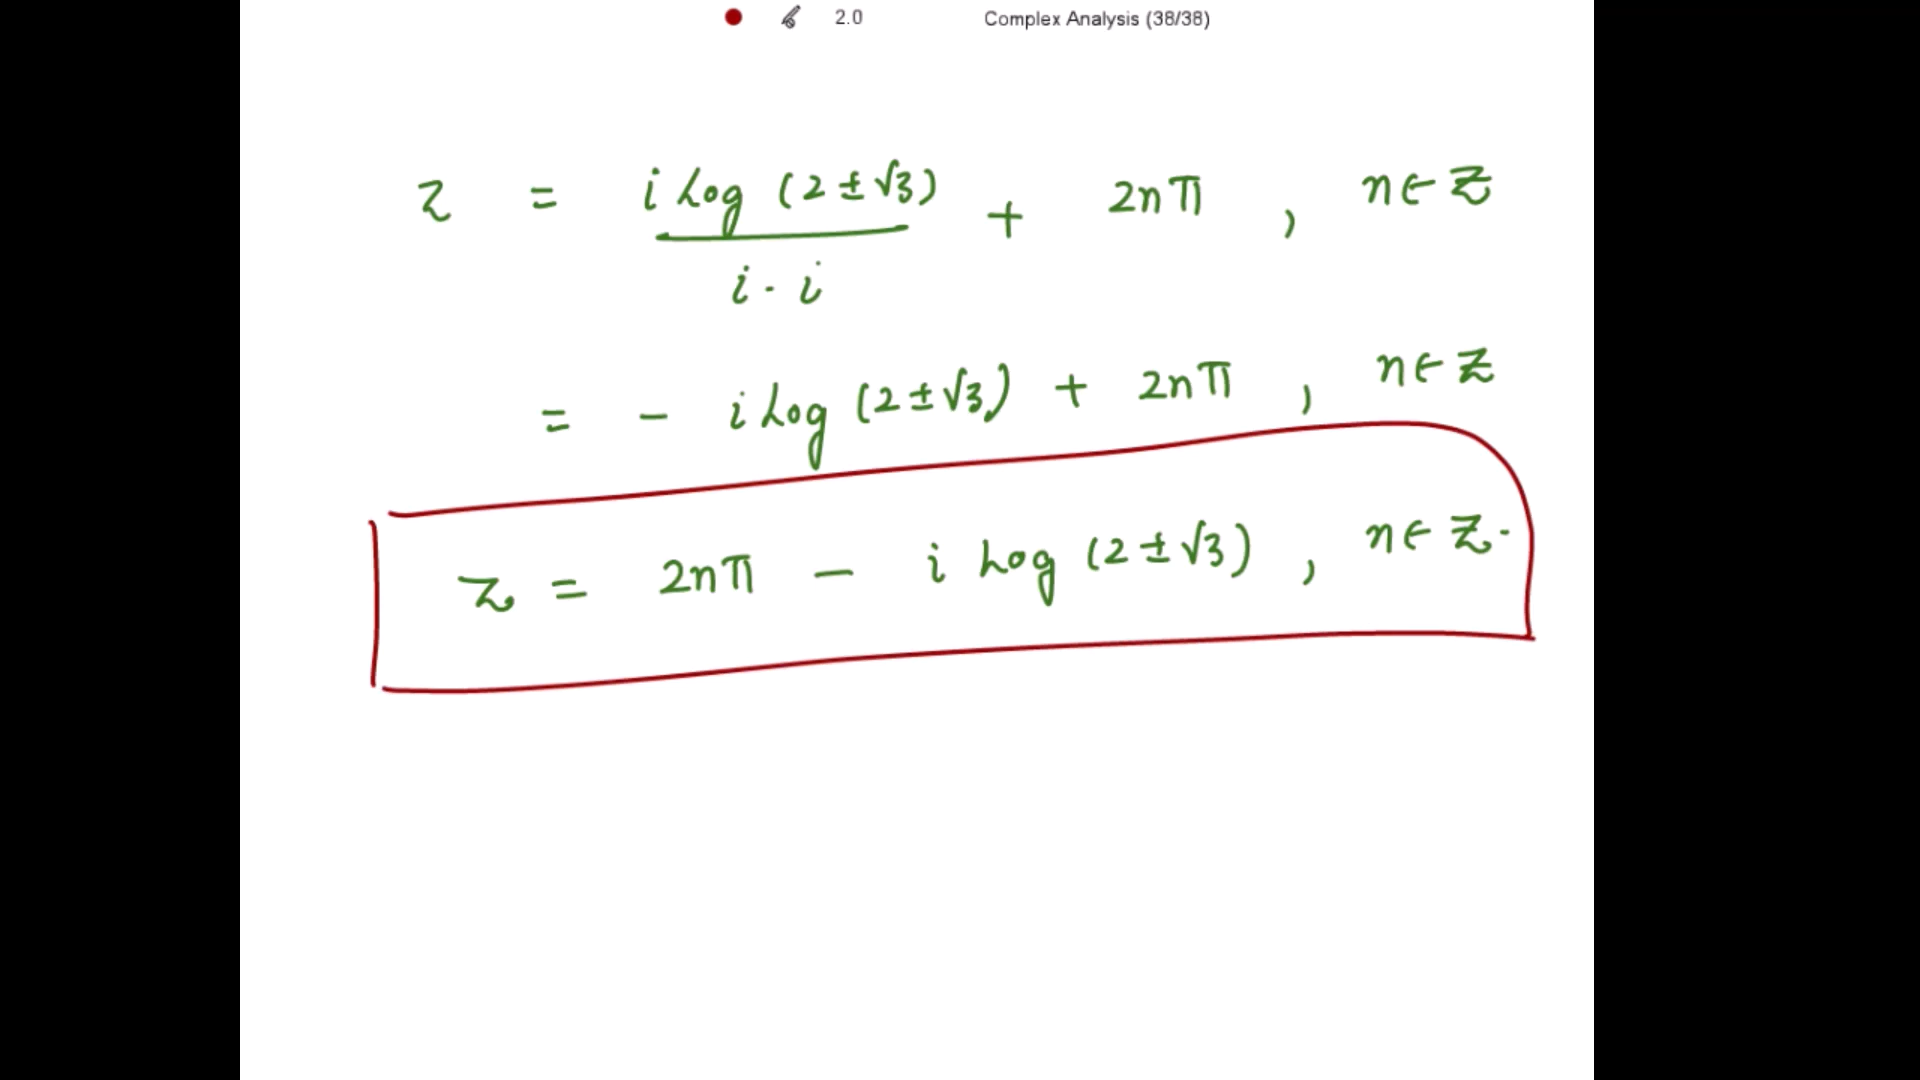 2.0 Complex Analysis (38/38)
z = i Log (2 ± √3) / i · i + 2nπ , n ∈ ℤ
= - i Log (2 ± √3) + 2nπ , n ∈ ℤ
z = 2nπ - i Log (2 ± √3) , n ∈ ℤ.